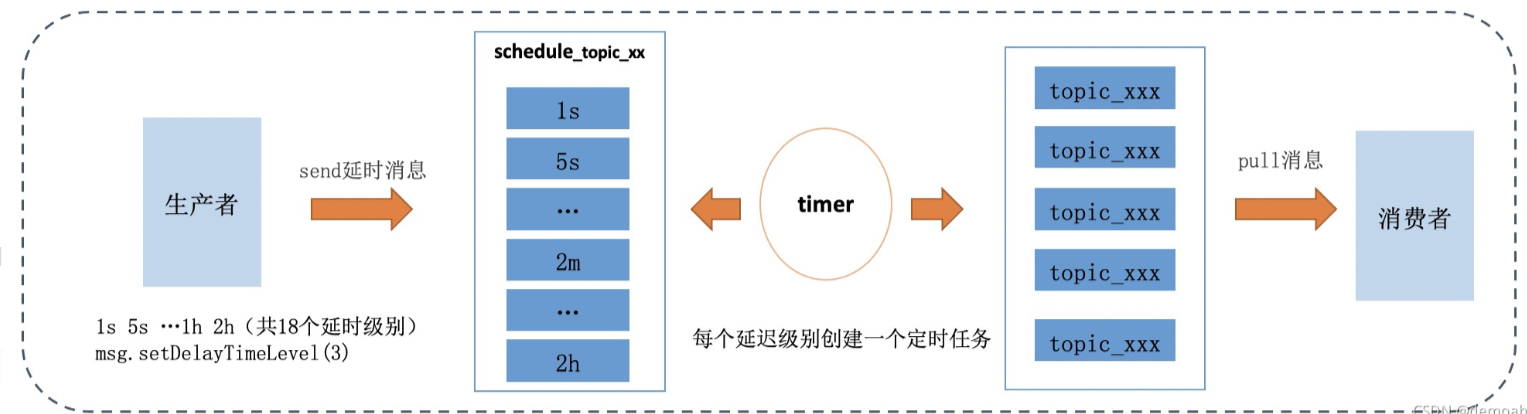 生产者
send延时消息
1s 5s …1h 2h（共18个延时级别）
msg.setDelayTimeLevel(3)
schedule_topic_xx
1s
5s
…
2m
…
2h
timer
每个延迟级别创建一个定时任务
topic_xxx
topic_xxx
topic_xxx
topic_xxx
topic_xxx
pull消息
消费者
CSDN @demoah